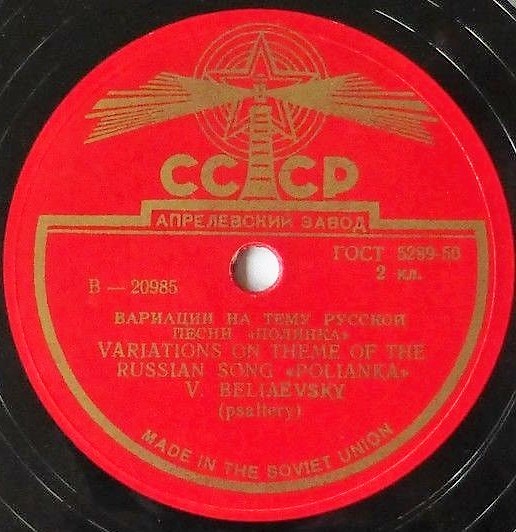 СССР
АПРЕЛЕВСКИЙ ЗАВОД
ГОСТ 5289-50
2 кл.
В — 20985
ВАРИАЦИИ НА ТЕМУ РУССКОЙ
ПЕСНИ «ПОЛЯНКА»
VARIATIONS ON THEME OF THE
RUSSIAN SONG «POLIANKA»
V. BELIAEVSKY
(psaltery)
MADE IN THE SOVIET UNION